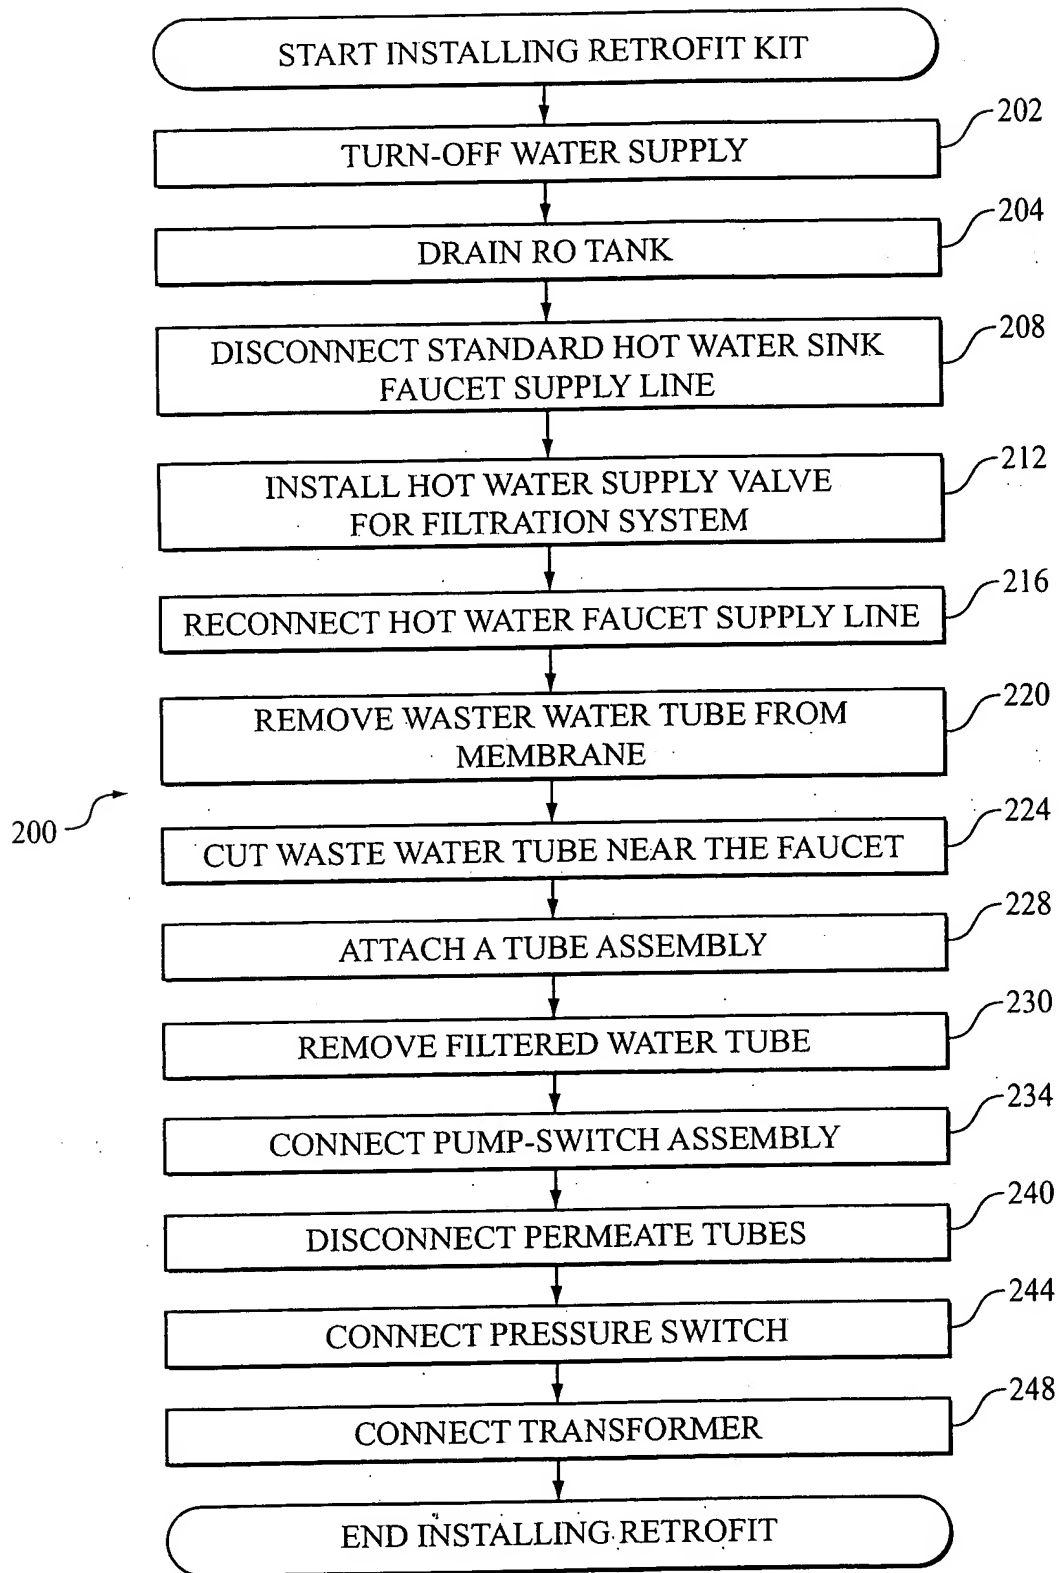 START INSTALLING RETROFIT KIT
202
TURN-OFF WATER SUPPLY
204
DRAIN RO TANK
208
DISCONNECT STANDARD HOT WATER SINK
FAUCET SUPPLY LINE
212
INSTALL HOT WATER SUPPLY VALVE
FOR FILTRATION SYSTEM
216
RECONNECT HOT WATER FAUCET SUPPLY LINE
220
REMOVE WASTER WATER TUBE FROM
MEMBRANE
200
224
CUT WASTE WATER TUBE NEAR THE FAUCET
228
ATTACH A TUBE ASSEMBLY
230
REMOVE FILTERED WATER TUBE
234
CONNECT PUMP-SWITCH ASSEMBLY
240
DISCONNECT PERMEATE TUBES
244
CONNECT PRESSURE SWITCH
248
CONNECT TRANSFORMER
END INSTALLING RETROFIT